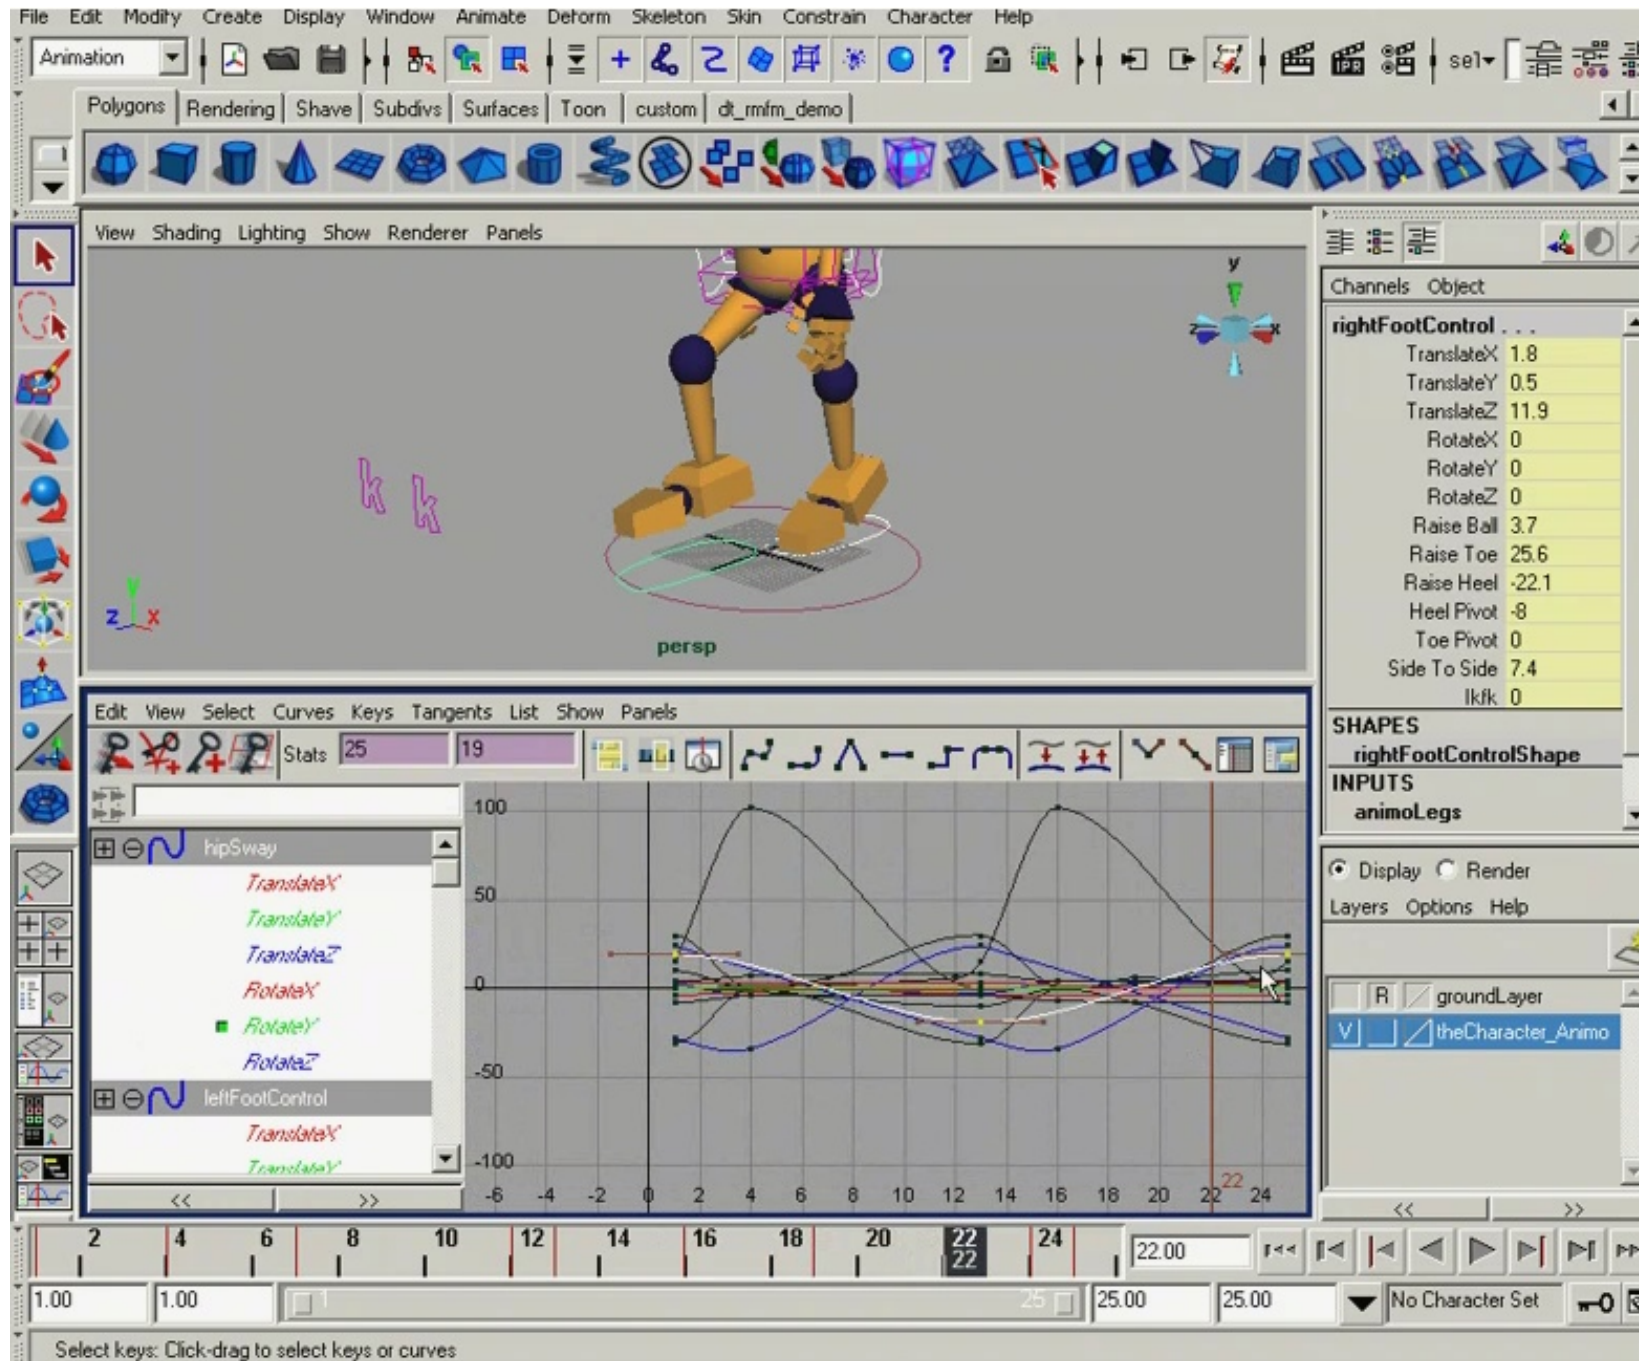 File Edit Modify Create Display Window Animate Deform Skeleton Skin Constrain Character Help
Animation
IPR
sel
Polygons Rendering Shave Subdivs Surfaces Toon custom dt_rmfm_demo
View Shading Lighting Show Renderer Panels
y
z x
k k
y
z x
persp
Channels Object
rightFootControl . . .
TranslateX 1.8
TranslateY 0.5
TranslateZ 11.9
RotateX 0
RotateY 0
RotateZ 0
Raise Ball 3.7
Raise Toe 25.6
Raise Heel -22.1
Heel Pivot -8
Toe Pivot 0
Side To Side 7.4
Ikfk 0
SHAPES
rightFootControlShape
INPUTS
animoLegs
Edit View Select Curves Keys Tangents List Show Panels
Stats 25 19
hipSway
TranslateX
TranslateY
TranslateZ
RotateX
RotateY
RotateZ
leftFootControl
TranslateX
TranslateY
<< >>
100
50
0
-50
-100
-6 -4 -2 0 2 4 6 8 10 12 14 16 18 20 22 22 24
Display Render
Layers Options Help
R groundLayer
V theCharacter_Animo
<< >>
2 4 6 8 10 12 14 16 18 20 22 24
22
22.00
1.00 1.00 1 25 25.00 25.00 No Character Set
Select keys: Click-drag to select keys or curves